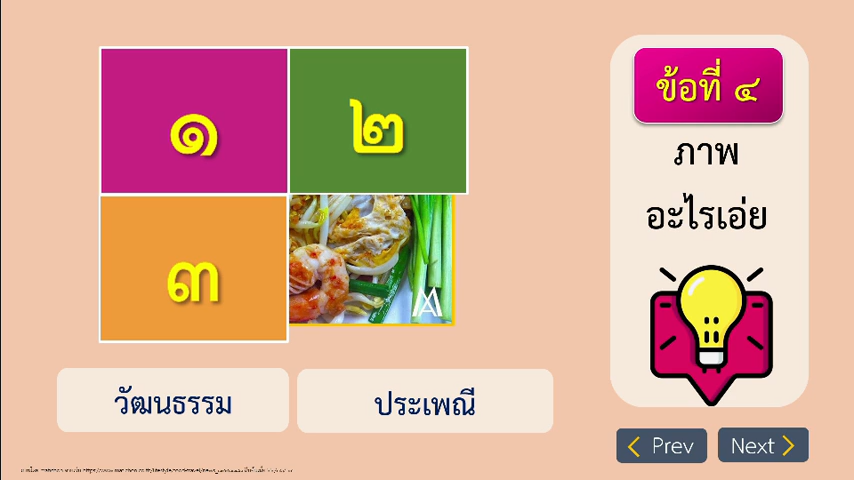 ๑
๒
ข้อที่ ๔
ภาพ
อะไรเอ่ย
๓
วัฒนธรรม
ประเพณี
Prev
Next